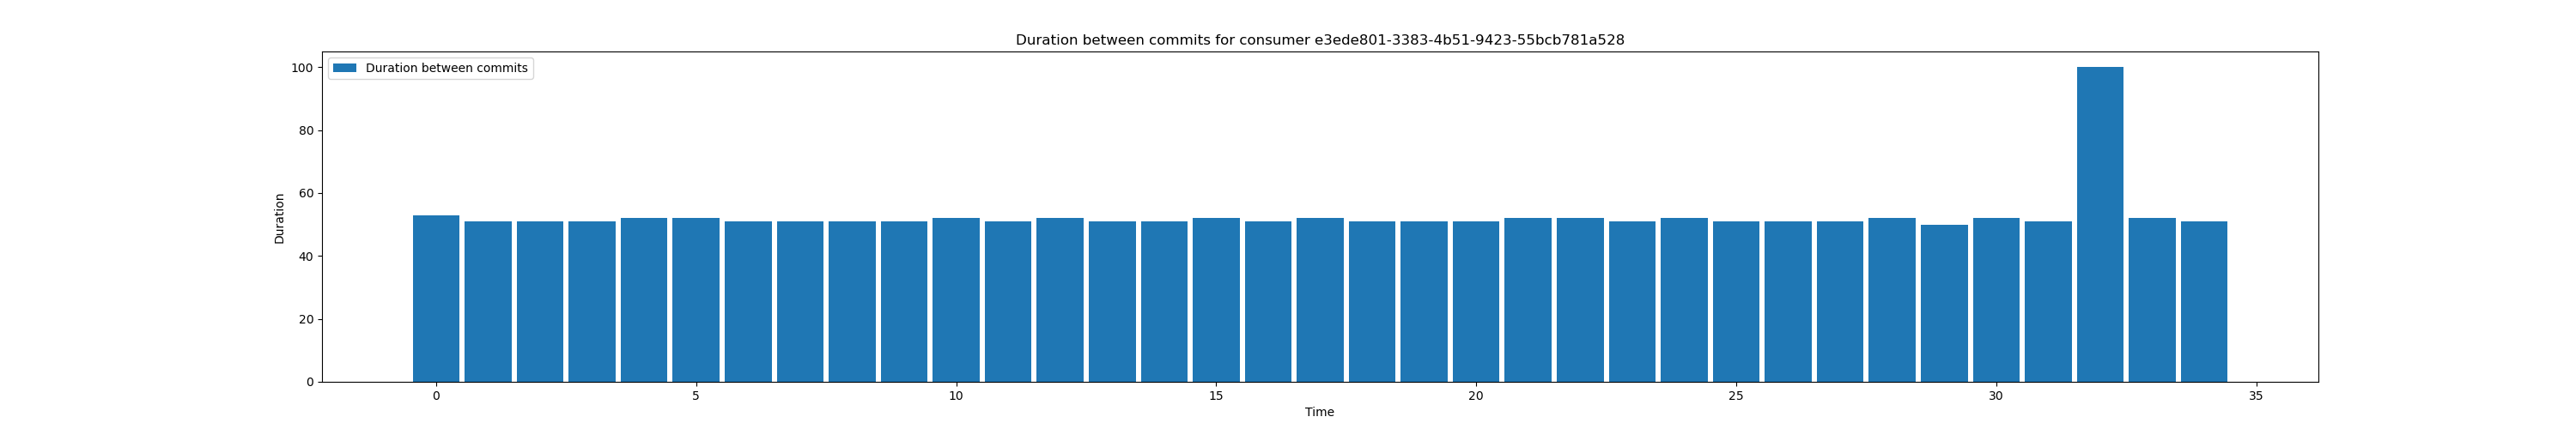 Duration between commits for consumer e3ede801-3383-4b51-9423-55bcb781a528
Duration between commits
100
80
60
40
20
0
Duration
0 5 10 15 20 25 30 35
Time